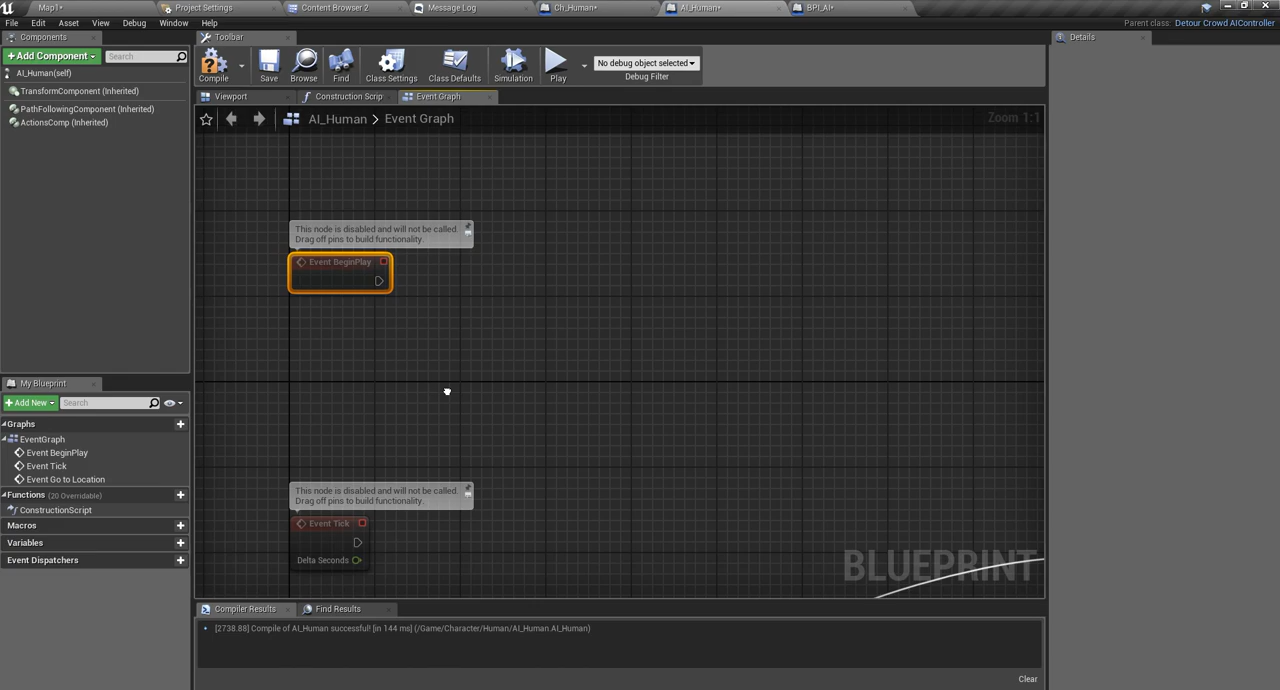 Map1*
Project Settings
Content Browser 2
Message Log
Ch_Human*
AI_Human*
BPI_AI*
File Edit Asset View Debug Window Help
Parent class: Detour Crowd AIController
Components
+ Add Component
Search
AI_Human(self)
TransformComponent (Inherited)
PathFollowingComponent (Inherited)
ActionsComp (Inherited)
Toolbar
Compile
Save
Browse
Find
Class Settings
Class Defaults
Simulation
Play
No debug object selected
Debug Filter
Viewport
Construction Scrip
Event Graph
AI_Human > Event Graph
Zoom 1:1
This node is disabled and will not be called.
Drag off pins to build functionality.
Event BeginPlay
This node is disabled and will not be called.
Drag off pins to build functionality.
Event Tick
Delta Seconds
BLUEPRINT
My Blueprint
+ Add New
Search
Graphs
EventGraph
Event BeginPlay
Event Tick
Event Go to Location
Functions (20 Overridable)
ConstructionScript
Macros
Variables
Event Dispatchers
Compiler Results
Find Results
[2738.88] Compile of AI_Human successful! [in 144 ms] (/Game/Character/Human/AI_Human.AI_Human)
Clear
Details